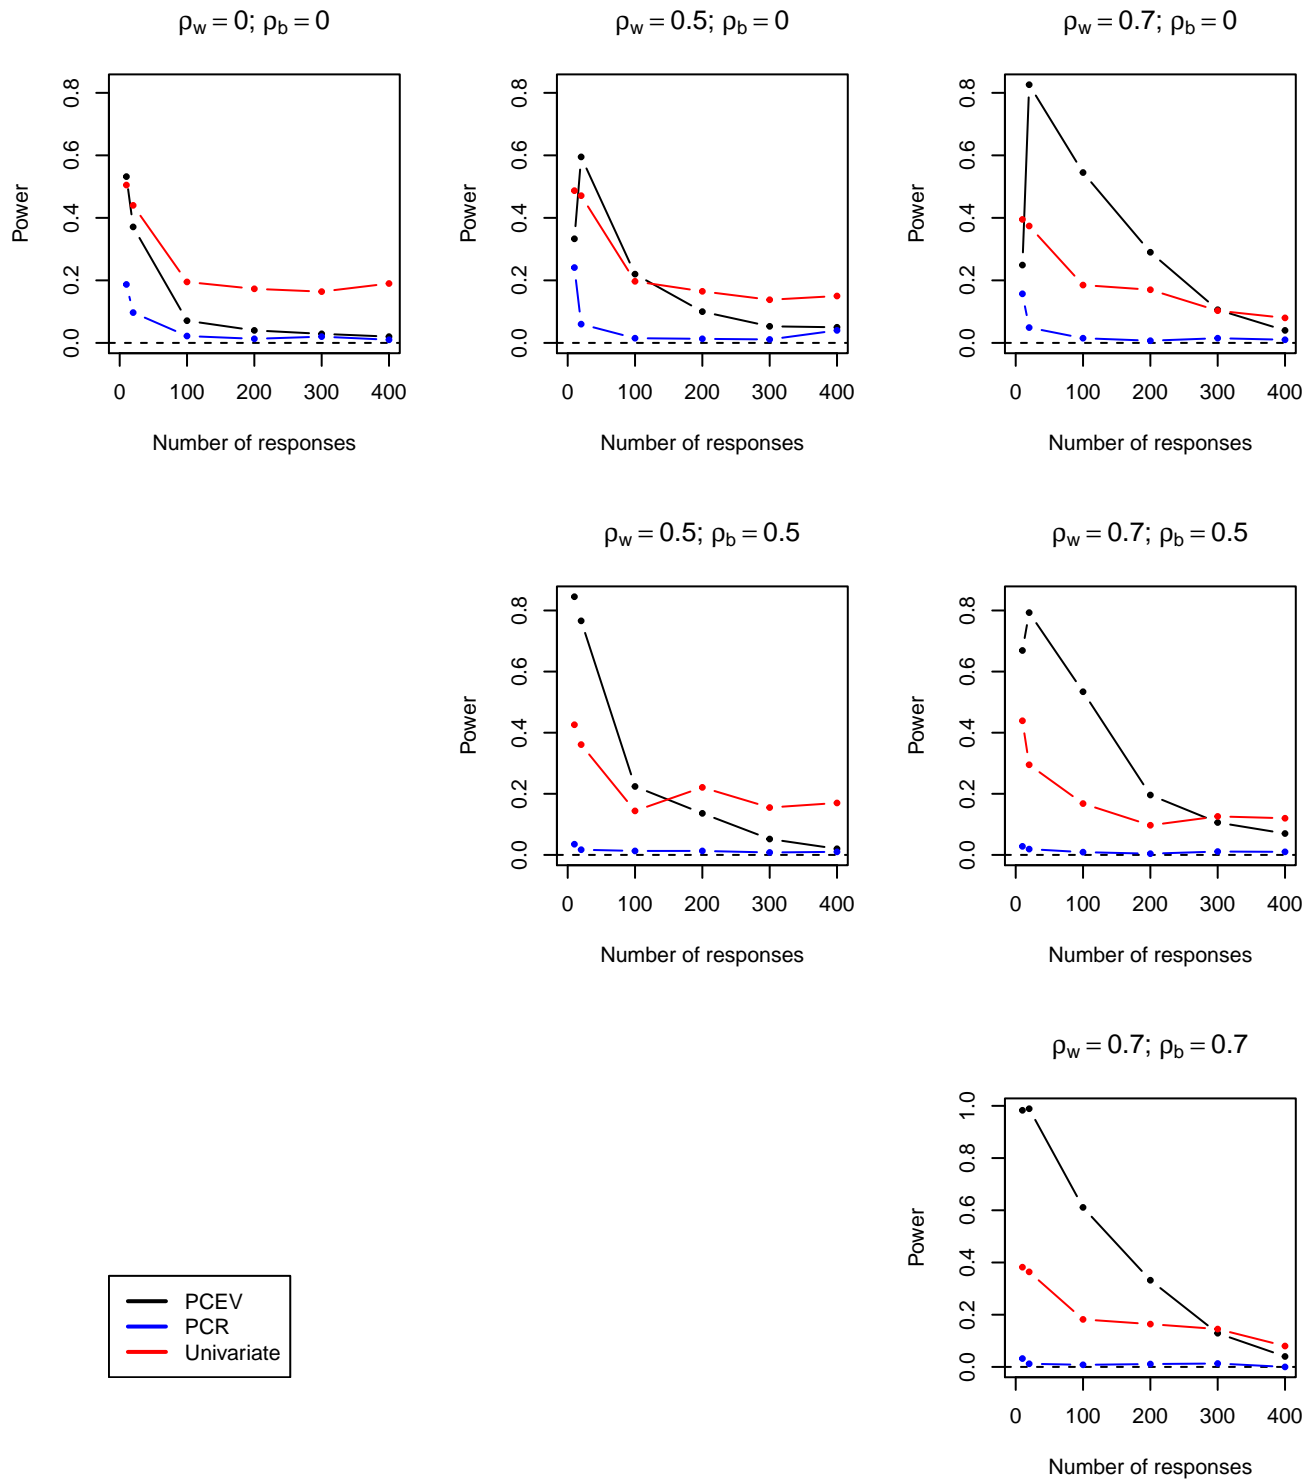 ρw = 0; ρb = 0
Power
0.0 0.2 0.4 0.6 0.8
0 100 200 300 400
Number of responses
ρw = 0.5; ρb = 0
Power
0.0 0.2 0.4 0.6 0.8
0 100 200 300 400
Number of responses
ρw = 0.7; ρb = 0
Power
0.0 0.2 0.4 0.6 0.8
0 100 200 300 400
Number of responses
ρw = 0.5; ρb = 0.5
Power
0.0 0.2 0.4 0.6 0.8
0 100 200 300 400
Number of responses
ρw = 0.7; ρb = 0.5
Power
0.0 0.2 0.4 0.6 0.8
0 100 200 300 400
Number of responses
ρw = 0.7; ρb = 0.7
Power
0.0 0.2 0.4 0.6 0.8 1.0
0 100 200 300 400
Number of responses
PCEV
PCR
Univariate